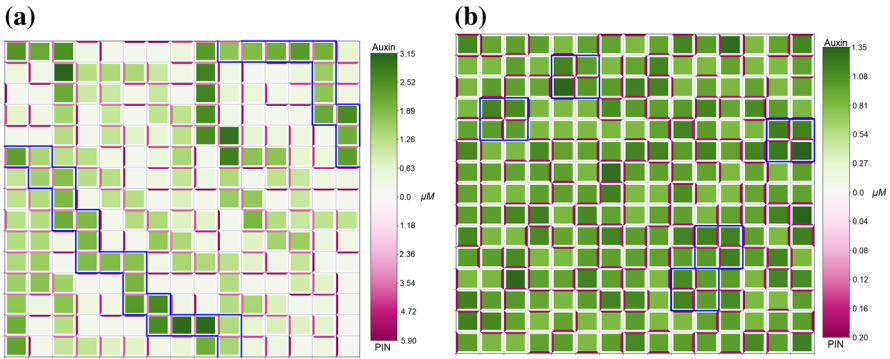 (a)
Auxin
3.15
2.52
1.89
1.26
0.63
0.0 μM
1.18
2.36
3.54
4.72
5.90
PIN
(b)
Auxin
1.35
1.08
0.81
0.54
0.27
0.0 μM
0.04
0.08
0.12
0.16
0.20
PIN